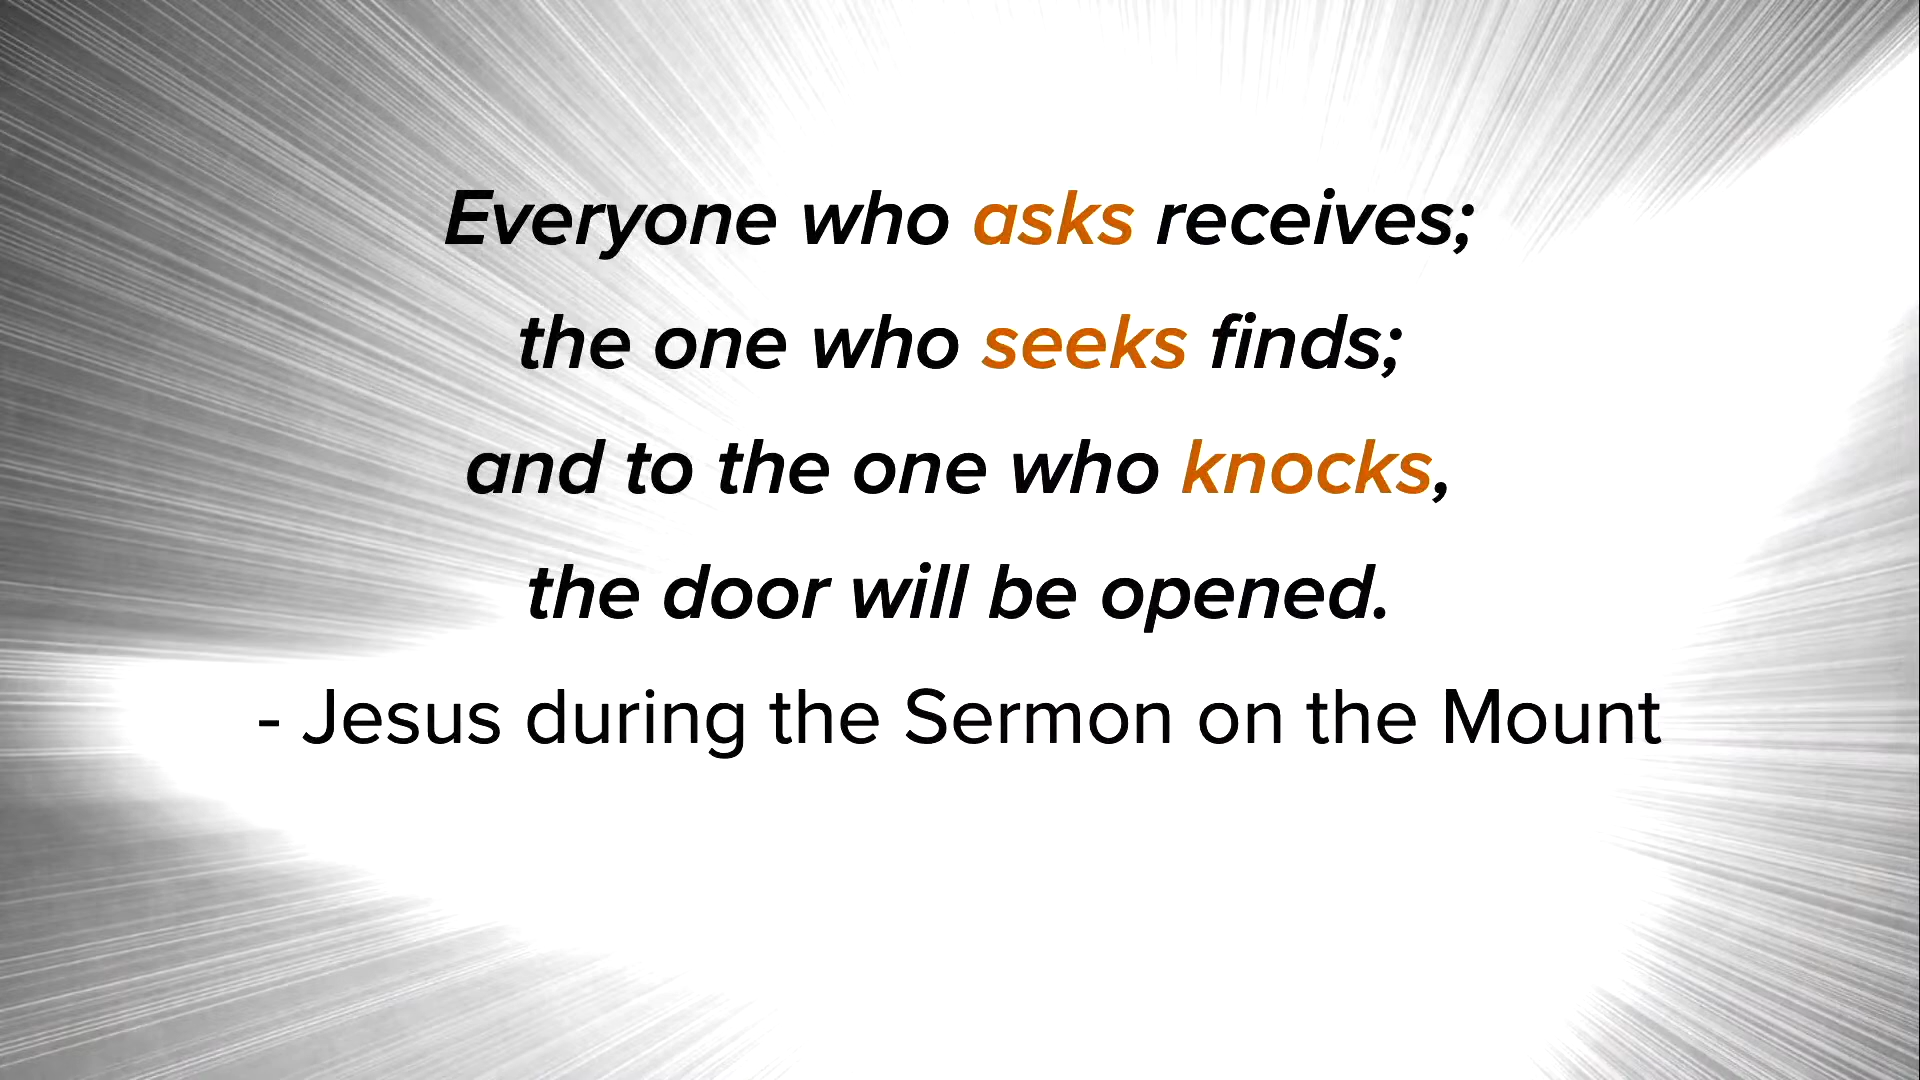 Everyone who asks receives;
the one who seeks finds;
and to the one who knocks,
the door will be opened.
- Jesus during the Sermon on the Mount